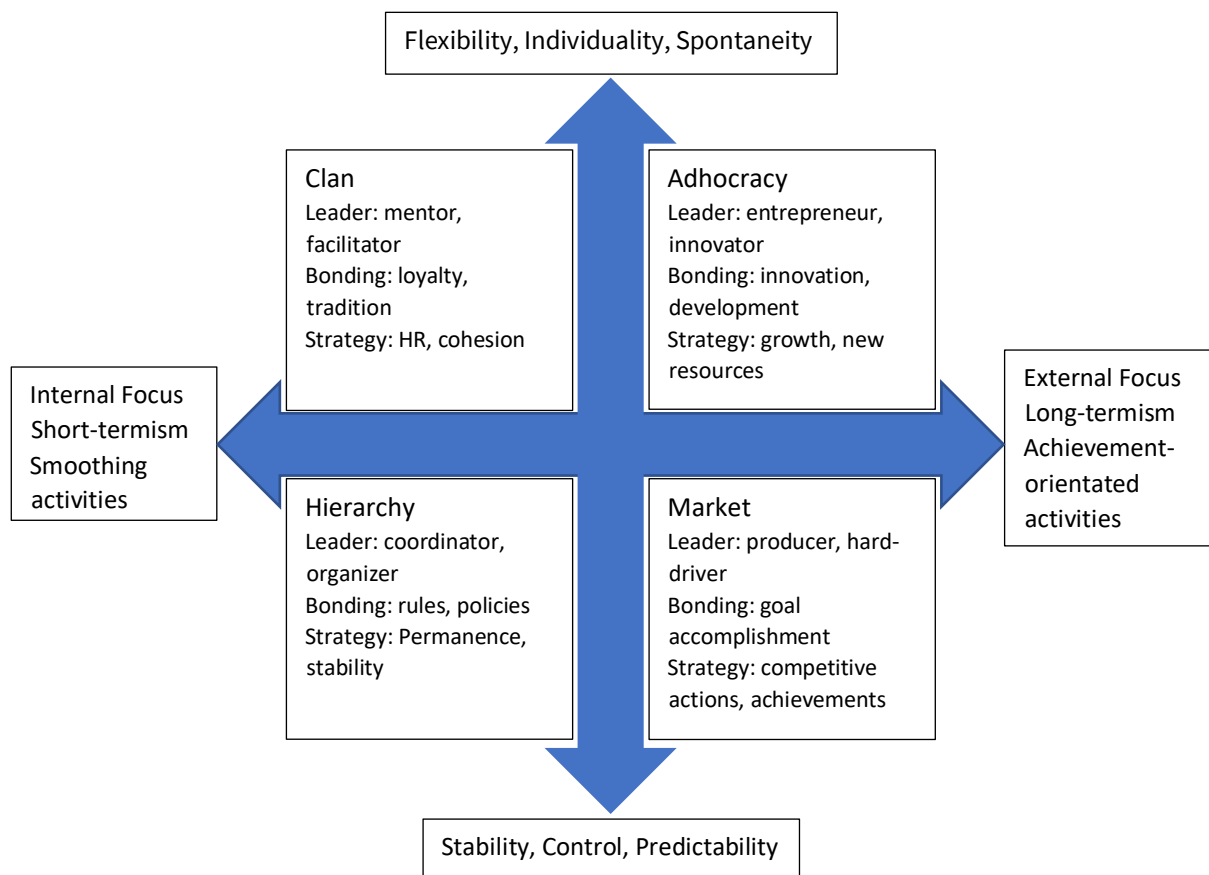 Flexibility, Individuality, Spontaneity
Clan
Leader: mentor,
facilitator
Bonding: loyalty,
tradition
Strategy: HR, cohesion
Adhocracy
Leader: entrepreneur,
innovator
Bonding: innovation,
development
Strategy: growth, new
resources
Internal Focus
Short-termism
Smoothing
activities
External Focus
Long-termism
Achievement-
orientated
activities
Hierarchy
Leader: coordinator,
organizer
Bonding: rules, policies
Strategy: Permanence,
stability
Market
Leader: producer, hard-
driver
Bonding: goal
accomplishment
Strategy: competitive
actions, achievements
Stability, Control, Predictability